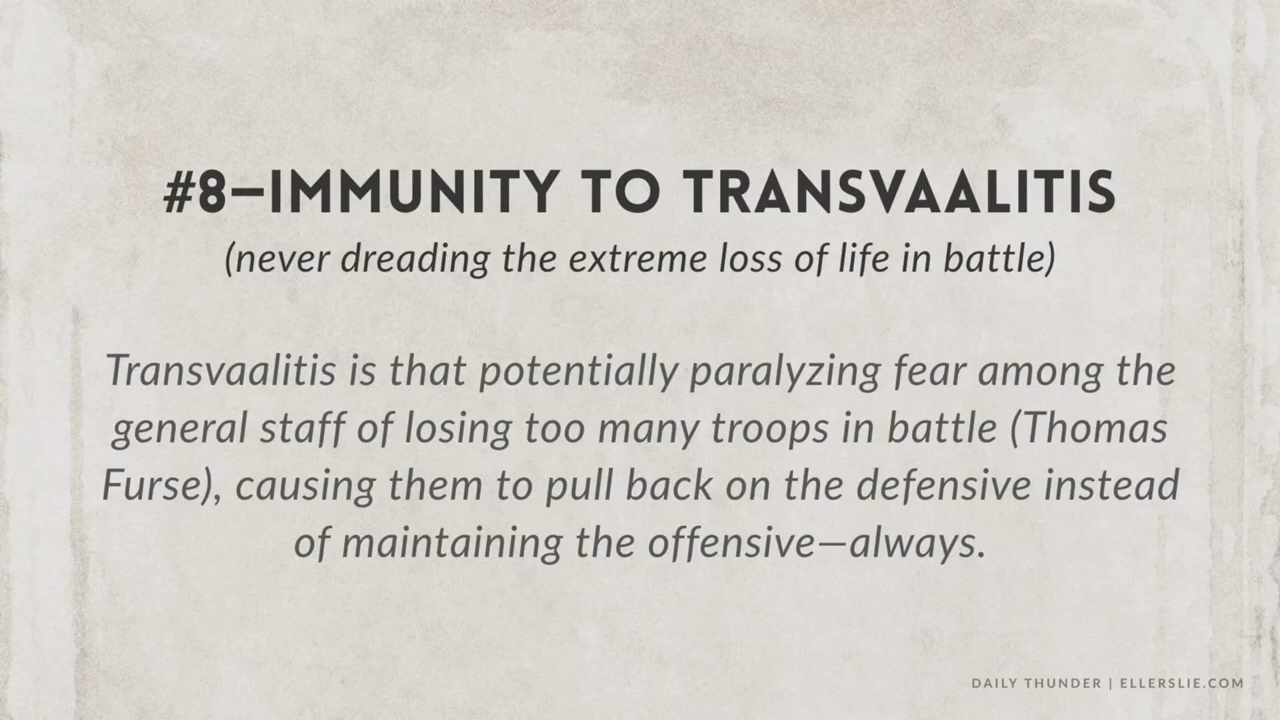 #8—IMMUNITY TO TRANSVAALITIS
(never dreading the extreme loss of life in battle)
Transvaalitis is that potentially paralyzing fear among the
general staff of losing too many troops in battle (Thomas
Furse), causing them to pull back on the defensive instead
of maintaining the offensive—always.
DAILY THUNDER | ELLERSLIE.COM